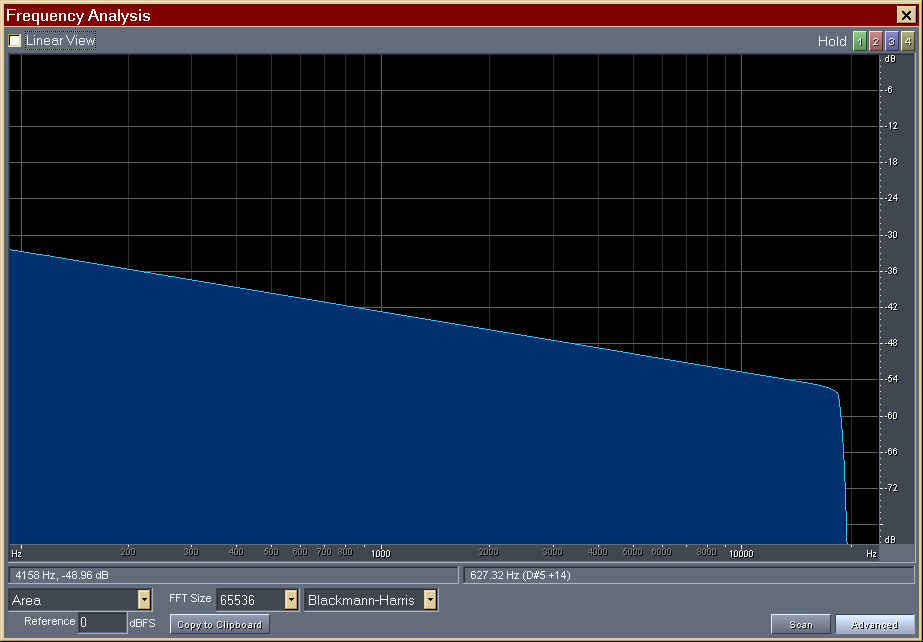 Frequency Analysis
Linear View
Hold 1 2 3 4
dB
-6
-12
-18
-24
-30
-36
-42
-48
-54
-60
-66
-72
dB
Hz 200 300 400 500 600 700 800 1000 2000 3000 4000 5000 6000 8000 10000 Hz
4158 Hz, -48.96 dB 627.32 Hz (D#5 +14)
Area FFT Size 65536 Blackmann-Harris
Reference 0 dBFS Copy to Clipboard Scan Advanced